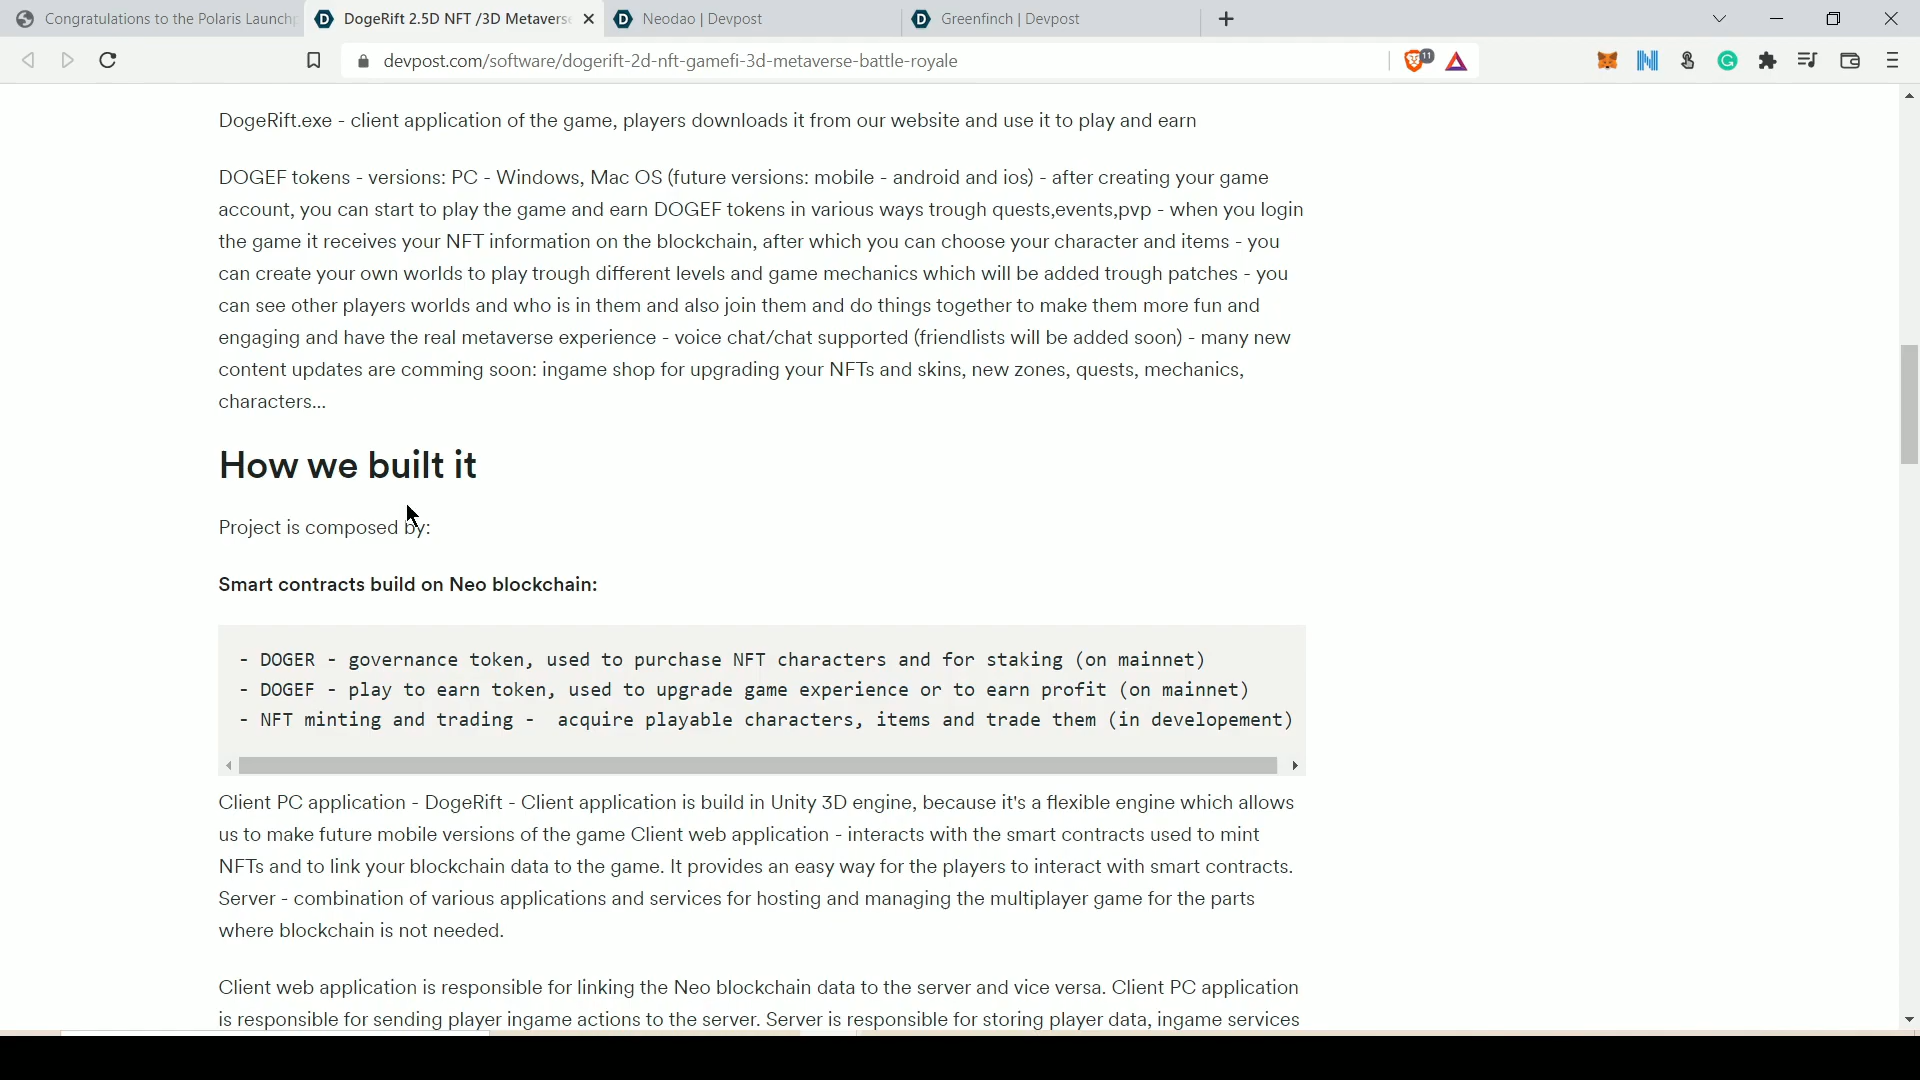 Congratulations to the Polaris Launchp
DogeRift 2.5D NFT /3D Metavers
Neodao | Devpost
Greenfinch | Devpost
devpost.com/software/dogerift-2d-nft-gamefi-3d-metaverse-battle-royale
11
DogeRift.exe - client application of the game, players downloads it from our website and use it to play and earn
DOGEF tokens - versions: PC - Windows, Mac OS (future versions: mobile - android and ios) - after creating your game
account, you can start to play the game and earn DOGEF tokens in various ways trough quests,events,pvp - when you login
the game it receives your NFT information on the blockchain, after which you can choose your character and items - you
can create your own worlds to play trough different levels and game mechanics which will be added trough patches - you
can see other players worlds and who is in them and also join them and do things together to make them more fun and
engaging and have the real metaverse experience - voice chat/chat supported (friendlists will be added soon) - many new
content updates are comming soon: ingame shop for upgrading your NFTs and skins, new zones, quests, mechanics,
characters...
How we built it
Project is composed by:
Smart contracts build on Neo blockchain:
- DOGER - governance token, used to purchase NFT characters and for staking (on mainnet)
- DOGEF - play to earn token, used to upgrade game experience or to earn profit (on mainnet)
- NFT minting and trading - acquire playable characters, items and trade them (in developement)
Client PC application - DogeRift - Client application is build in Unity 3D engine, because it's a flexible engine which allows
us to make future mobile versions of the game Client web application - interacts with the smart contracts used to mint
NFTs and to link your blockchain data to the game. It provides an easy way for the players to interact with smart contracts.
Server - combination of various applications and services for hosting and managing the multiplayer game for the parts
where blockchain is not needed.
Client web application is responsible for linking the Neo blockchain data to the server and vice versa. Client PC application
is responsible for sending player ingame actions to the server. Server is responsible for storing player data, ingame services